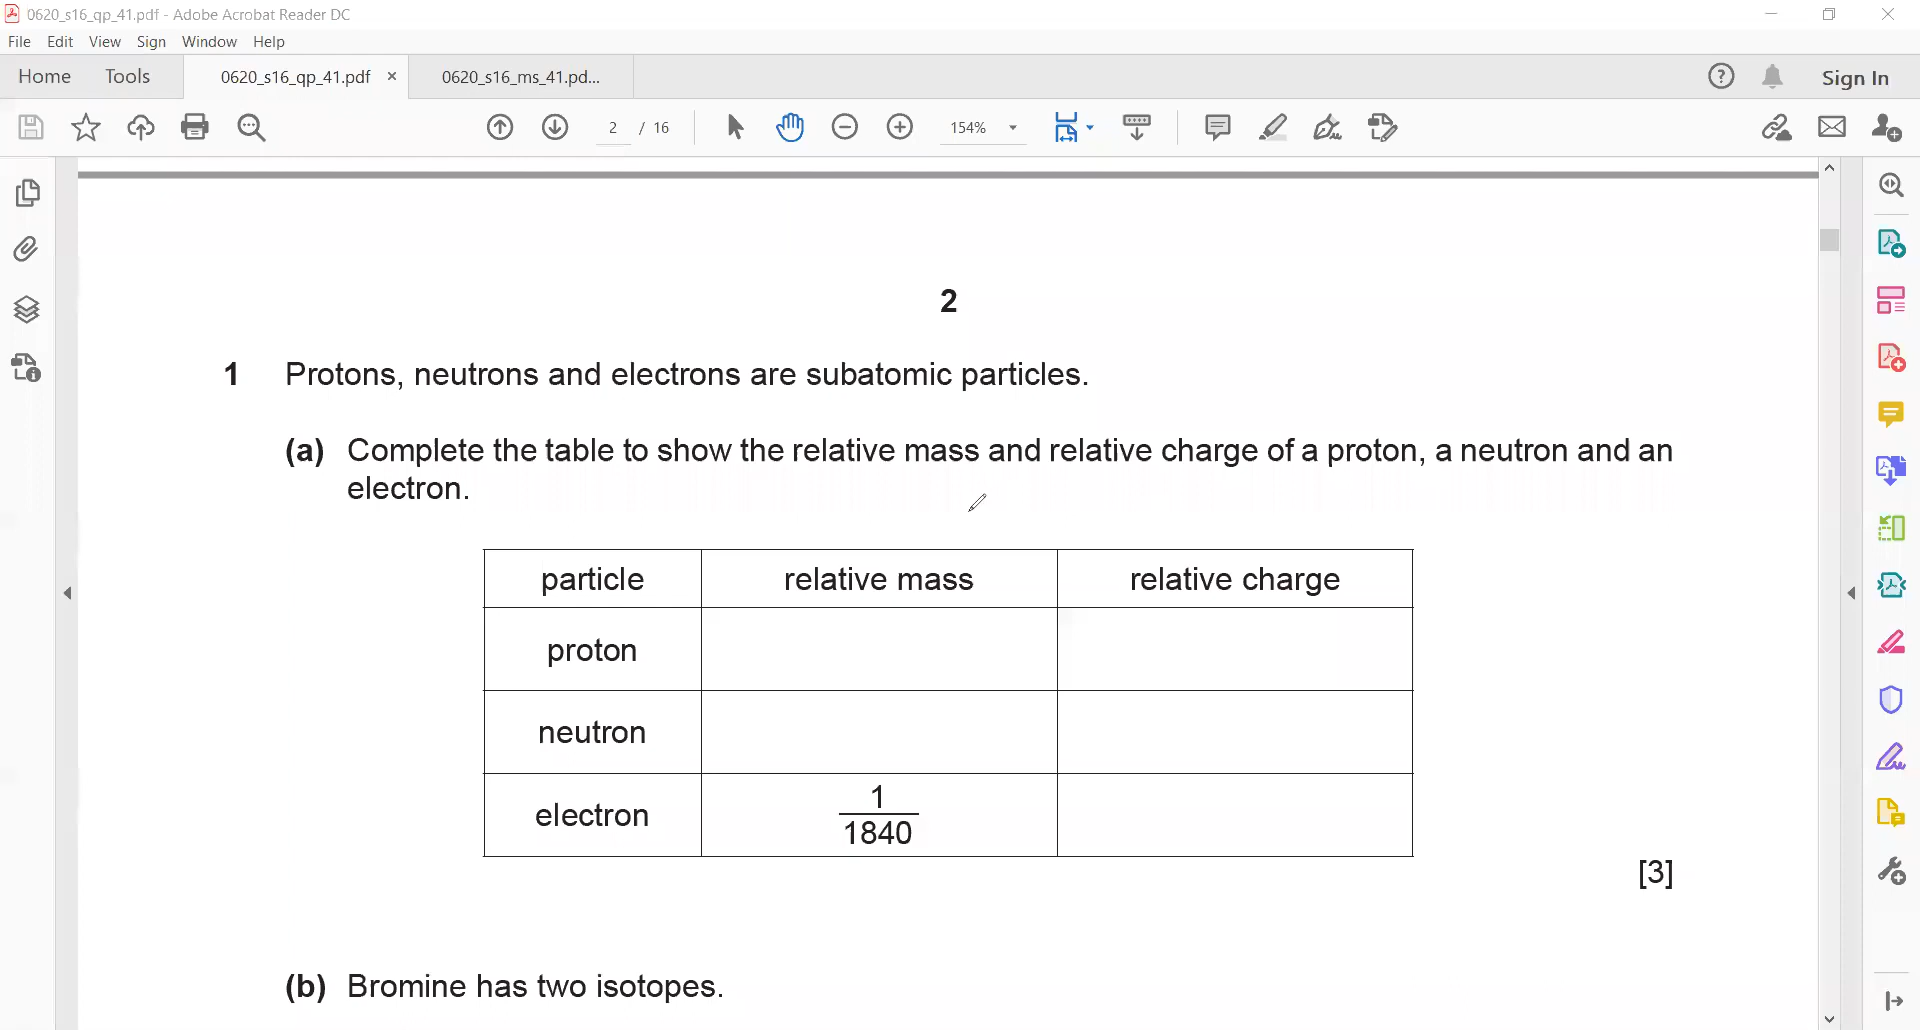 0620_s16_qp_41.pdf - Adobe Acrobat Reader DC
File Edit View Sign Window Help
Home Tools 0620_s16_qp_41.pdf × 0620_s16_ms_41.pd... Sign In
2 / 16 154%
2
1 Protons, neutrons and electrons are subatomic particles.
(a) Complete the table to show the relative mass and relative charge of a proton, a neutron and an
electron.
particle relative mass relative charge
proton
neutron
electron 1/1840
[3]
(b) Bromine has two isotopes.